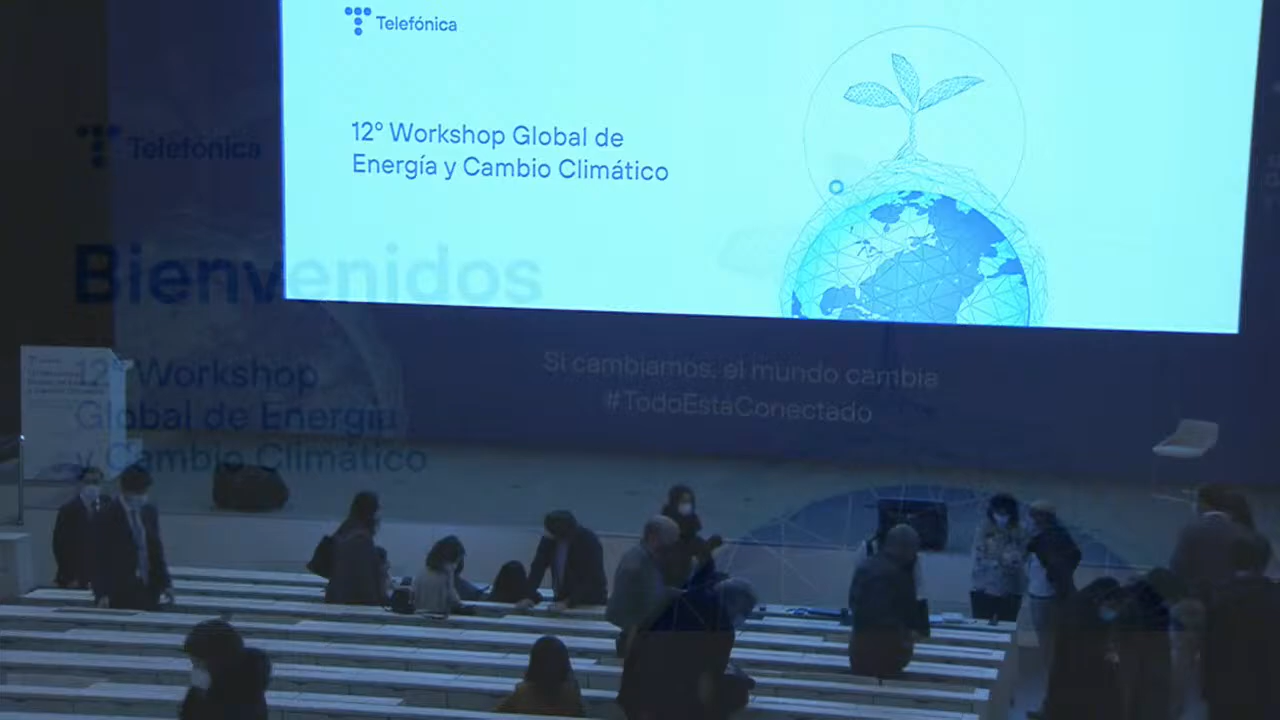 Telefónica
12º Workshop Global de
Energía y Cambio Climático
Telefónica
Bienvenidos
12º Workshop
Global de Energía
y Cambio Climático
Si cambiamos, el mundo cambia
#TodoEstáConectado